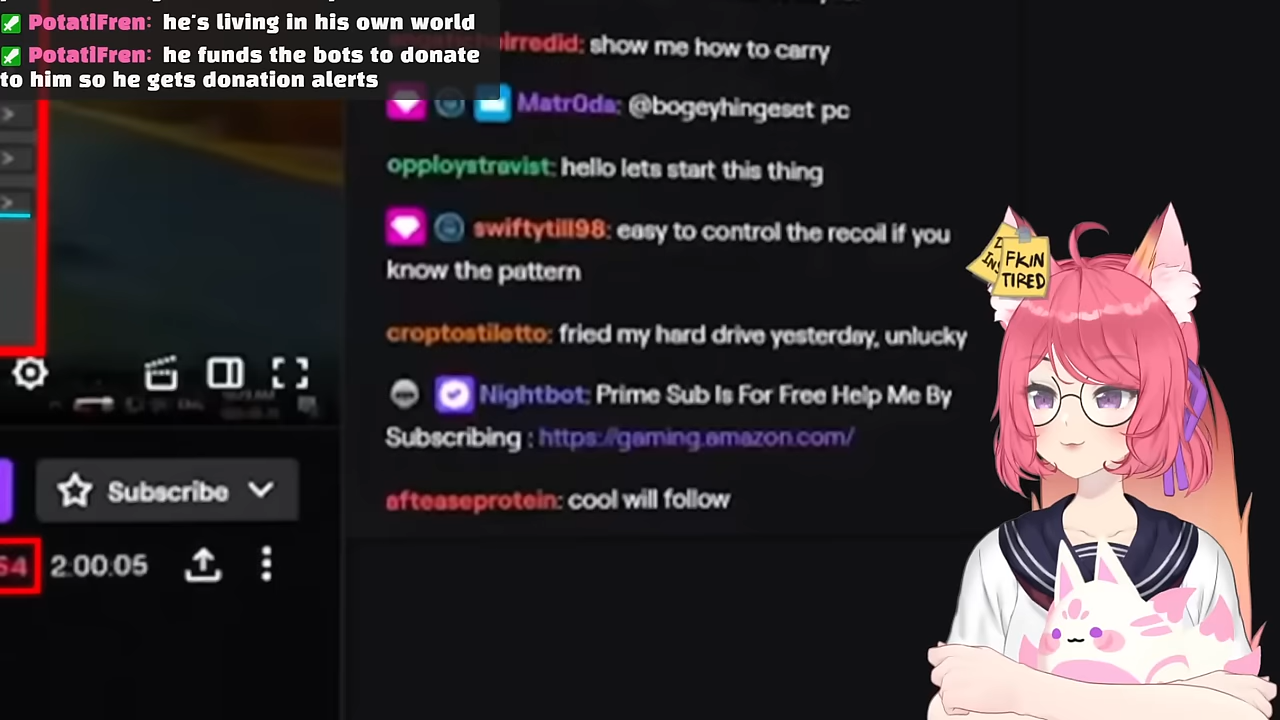 PotatiFren: he's living in his own world
PotatiFren: he funds the bots to donate
to him so he gets donation alerts
irredid: show me how to carry
Matr0da: @bogeyhingeset pc
opploystravist: hello lets start this thing
swiftytill98: easy to control the recoil if you
know the pattern
croptostiletto: fried my hard drive yesterday, unlucky
Nightbot: Prime Sub Is For Free Help Me By
Subscribing : https://gaming.amazon.com/
afteaseprotein: cool will follow
Subscribe
54 2:00:05
FKIN
TIRED